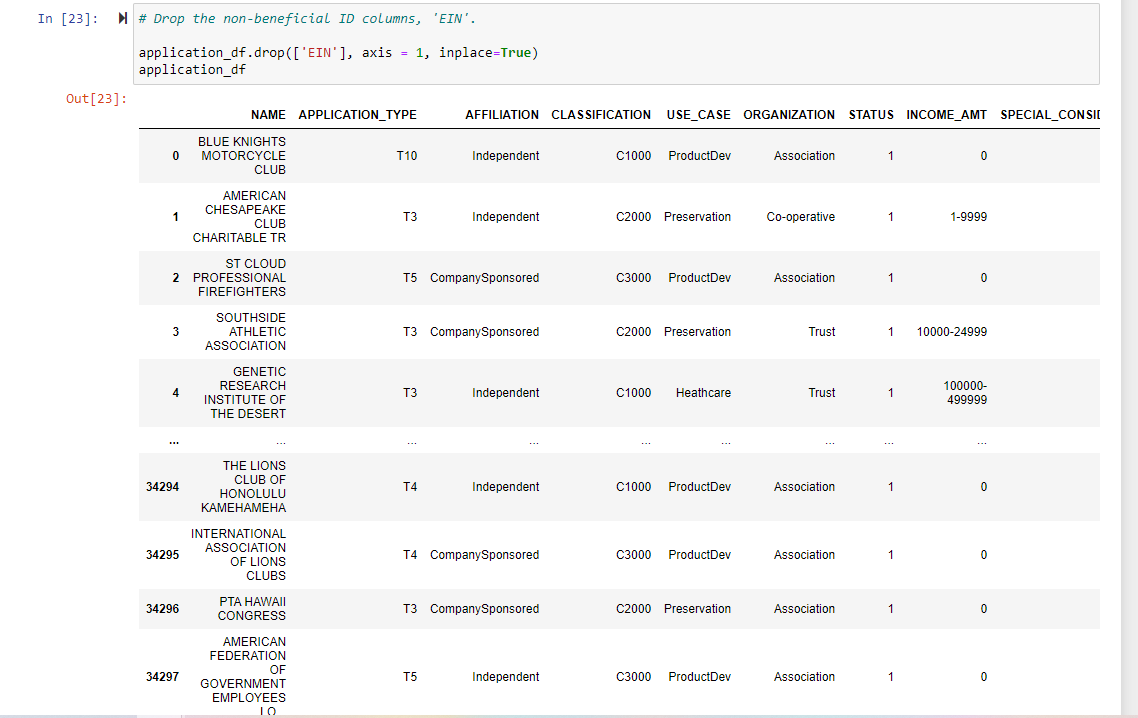 In [23]:
# Drop the non-beneficial ID columns, 'EIN'.
application_df.drop(['EIN'], axis = 1, inplace=True)
application_df
Out[23]:
NAME APPLICATION_TYPE AFFILIATION CLASSIFICATION USE_CASE ORGANIZATION STATUS INCOME_AMT SPECIAL_CONSID
BLUE KNIGHTS
0 MOTORCYCLE T10 Independent C1000 ProductDev Association 1 0
CLUB
AMERICAN
CHESAPEAKE
1 CLUB T3 Independent C2000 Preservation Co-operative 1 1-9999
CHARITABLE TR
ST CLOUD
2 PROFESSIONAL T5 CompanySponsored C3000 ProductDev Association 1 0
FIREFIGHTERS
SOUTHSIDE
3 ATHLETIC T3 CompanySponsored C2000 Preservation Trust 1 10000-24999
ASSOCIATION
GENETIC
RESEARCH
4 INSTITUTE OF T3 Independent C1000 Heathcare Trust 1 100000-
499999
THE DESERT
... ... ... ... ... ... ... ... ...
THE LIONS
CLUB OF
34294 HONOLULU T4 Independent C1000 ProductDev Association 1 0
KAMEHAMEHA
INTERNATIONAL
ASSOCIATION
34295 OF LIONS T4 CompanySponsored C3000 ProductDev Association 1 0
CLUBS
34296 PTA HAWAII T3 CompanySponsored C2000 Preservation Association 1 0
CONGRESS
AMERICAN
FEDERATION
OF
34297 GOVERNMENT T5 Independent C3000 ProductDev Association 1 0
EMPLOYEES
LO